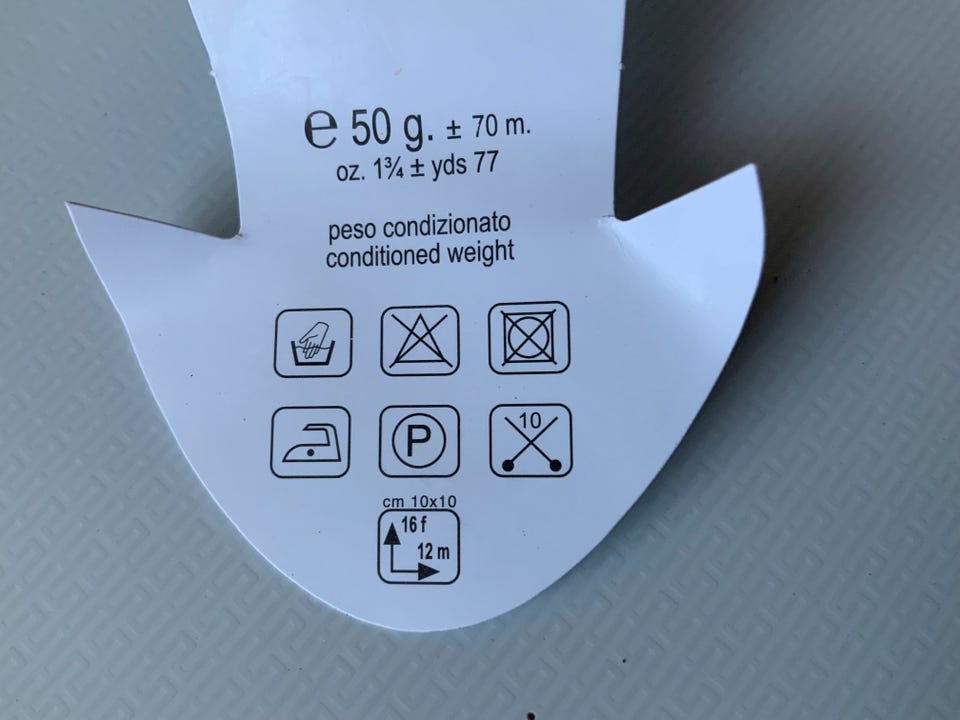 ℮ 50 g. ± 70 m.
oz. 1¾ ± yds 77
peso condizionato
conditioned weight
P
10
cm 10x10
16 f
12 m